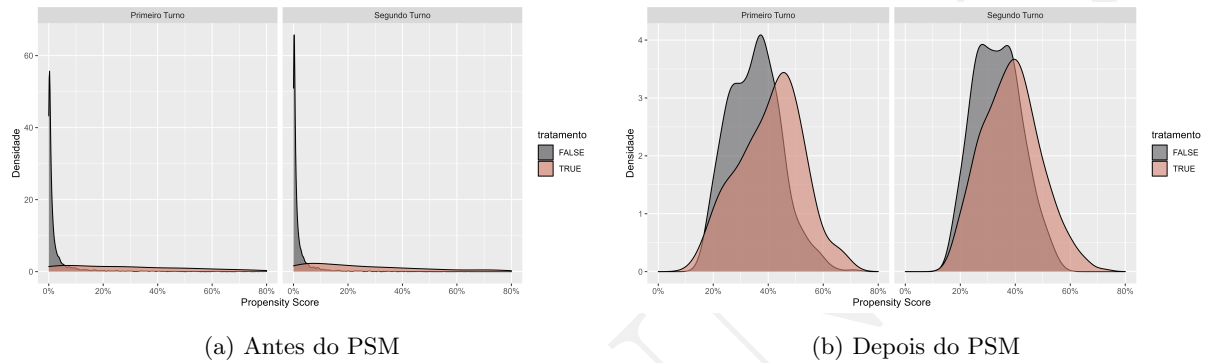 Primeiro Turno
Segundo Turno
60
40
20
0
Densidade
0%
20%
40%
60%
80%
0%
20%
40%
60%
80%
Propensity Score
tratamento
FALSE
TRUE
(a) Antes do PSM
Primeiro Turno
Segundo Turno
4
3
2
1
0
Densidade
0%
20%
40%
60%
80%
0%
20%
40%
60%
80%
Propensity Score
tratamento
FALSE
TRUE
(b) Depois do PSM